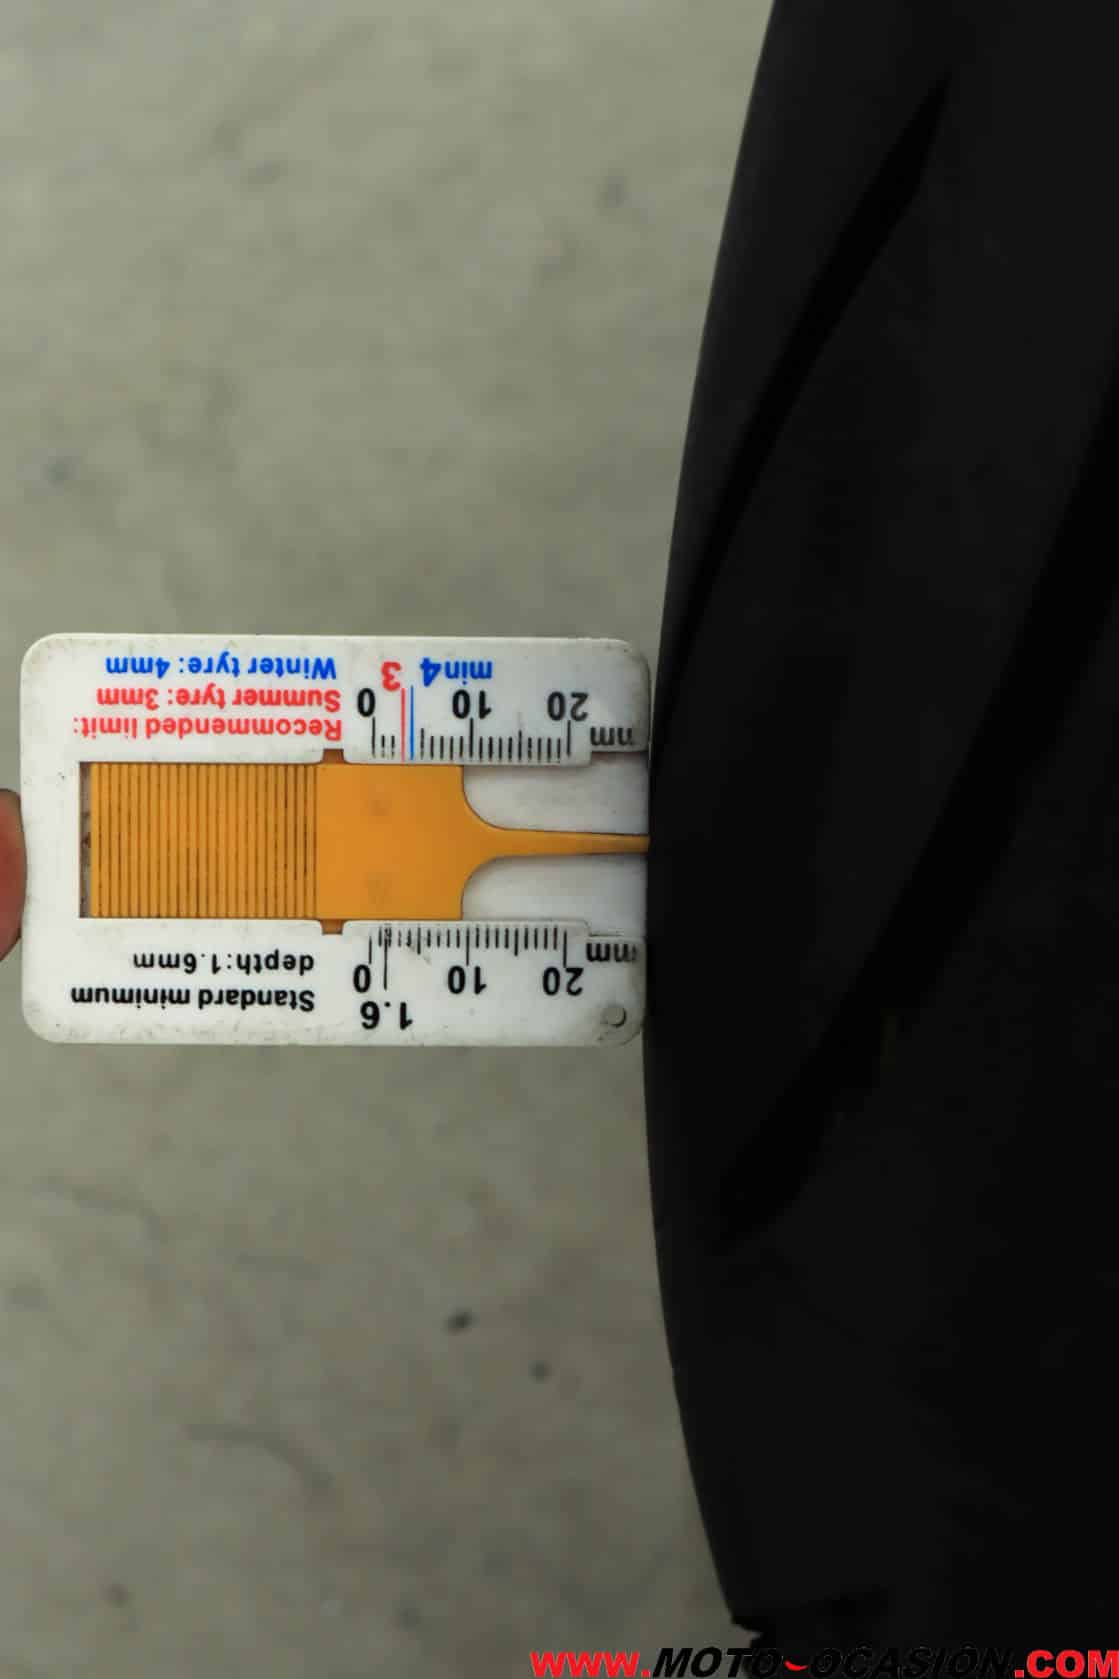 Standard minimum
depth:1.6mm
1.6
0 10 20
mm
Recommended limit:
Summer tyre: 3mm
Winter tyre: 4mm
0 10 20
mm
3
min4
WWW.MOTO-OCASION.COM